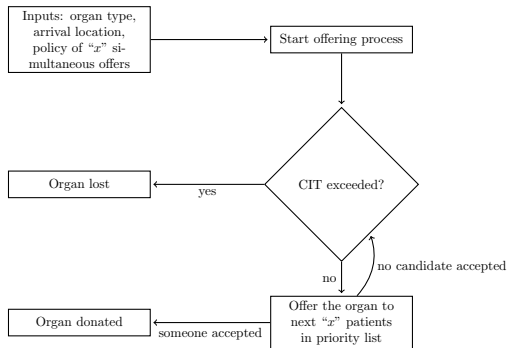 Inputs: organ type,
arrival location,
policy of “x” si-
multaneous offers
Start offering process
CIT exceeded?
Organ lost
yes
no
no candidate accepted
Offer the organ to
next “x” patients
in priority list
Organ donated
someone accepted